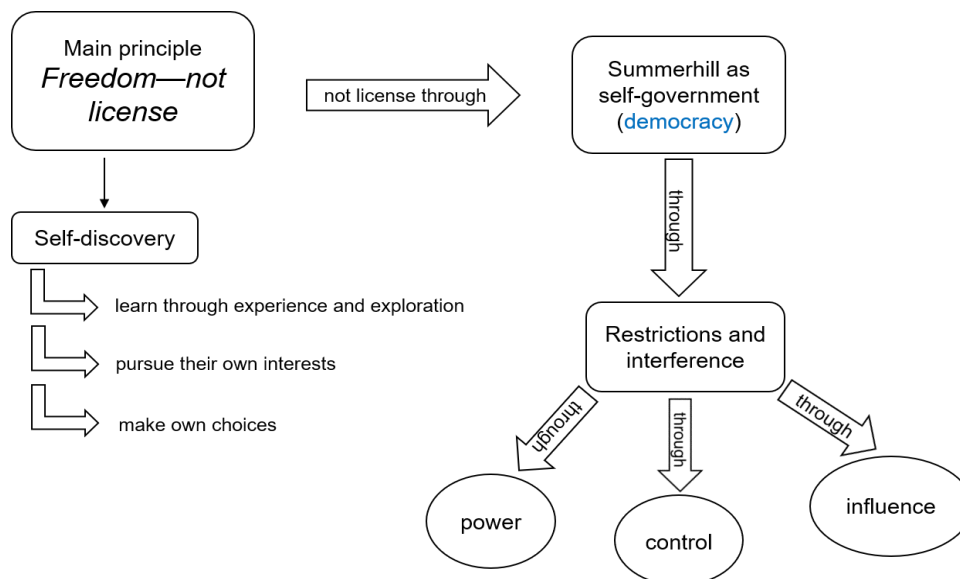 Main principle
Freedom—not
license
not license through
Summerhill as
self-government
(democracy)
Self-discovery
through
learn through experience and exploration
pursue their own interests
make own choices
Restrictions and
interference
through
through
through
power
control
influence